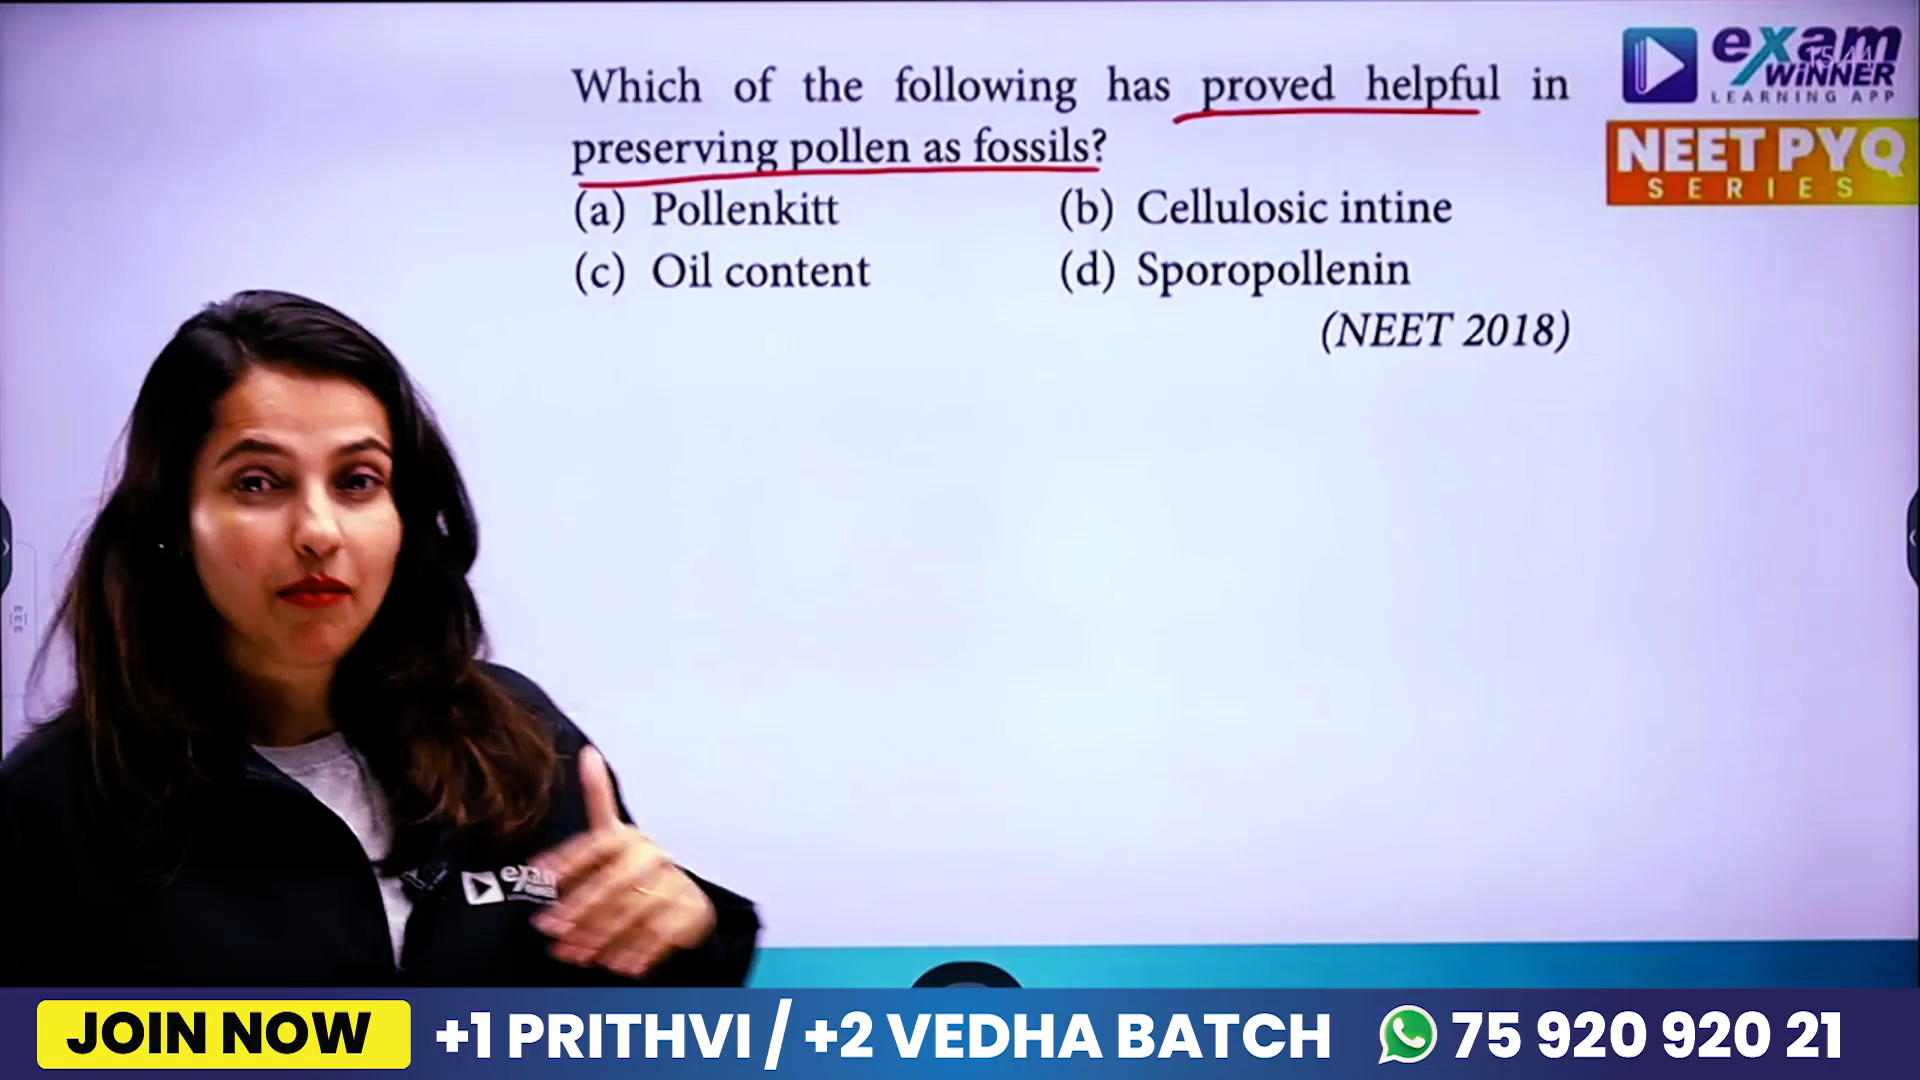 Which of the following has proved helpful in
preserving pollen as fossils?
(a) Pollenkitt (b) Cellulosic intine
(c) Oil content (d) Sporopollenin
(NEET 2018)
exam
WiNNER
LEARNING APP
NEET PYQ
SERIES
exam
JOIN NOW +1 PRITHVI / +2 VEDHA BATCH 75 920 920 21